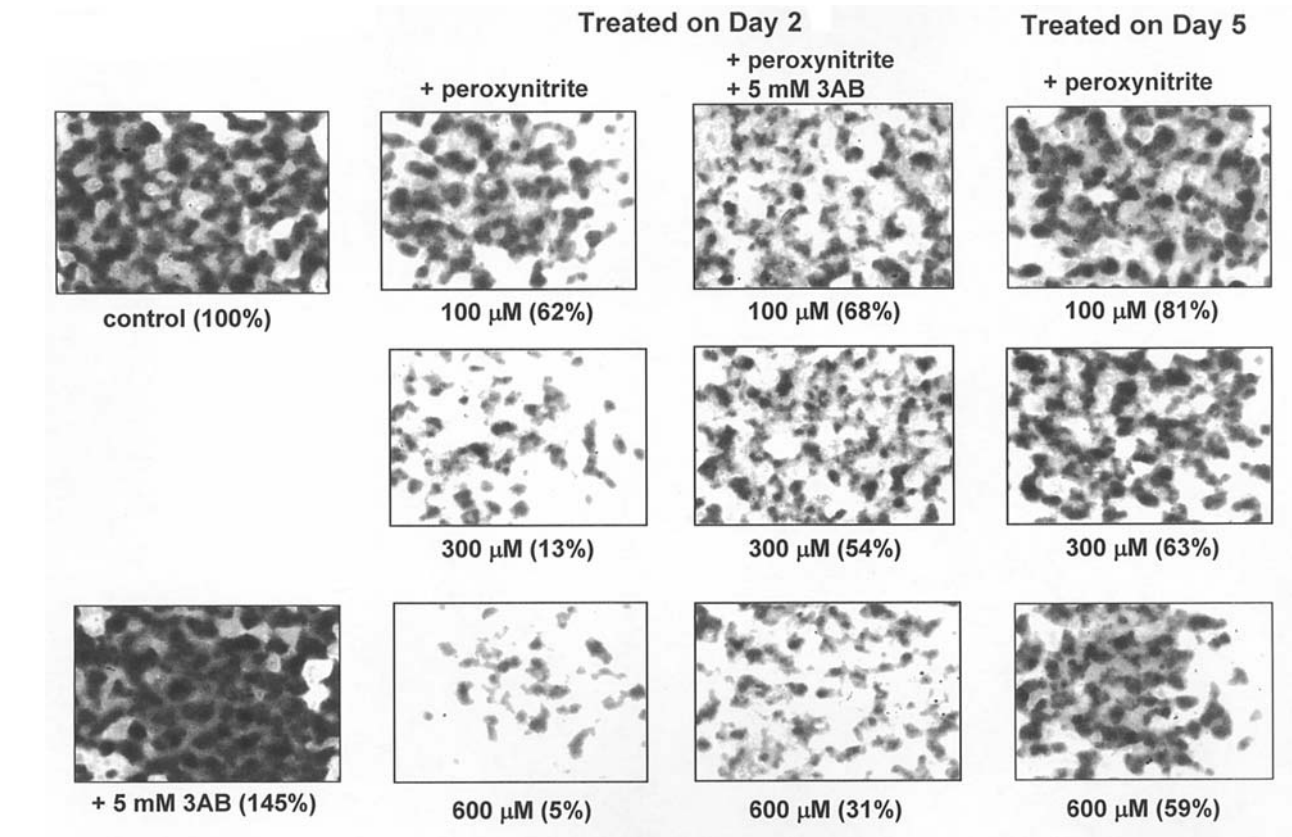 Treated on Day 2
Treated on Day 5
+ peroxynitrite
+ peroxynitrite
+ 5 mM 3AB
+ peroxynitrite
control (100%)
100 μM (62%)
100 μM (68%)
100 μM (81%)
300 μM (13%)
300 μM (54%)
300 μM (63%)
+ 5 mM 3AB (145%)
600 μM (5%)
600 μM (31%)
600 μM (59%)